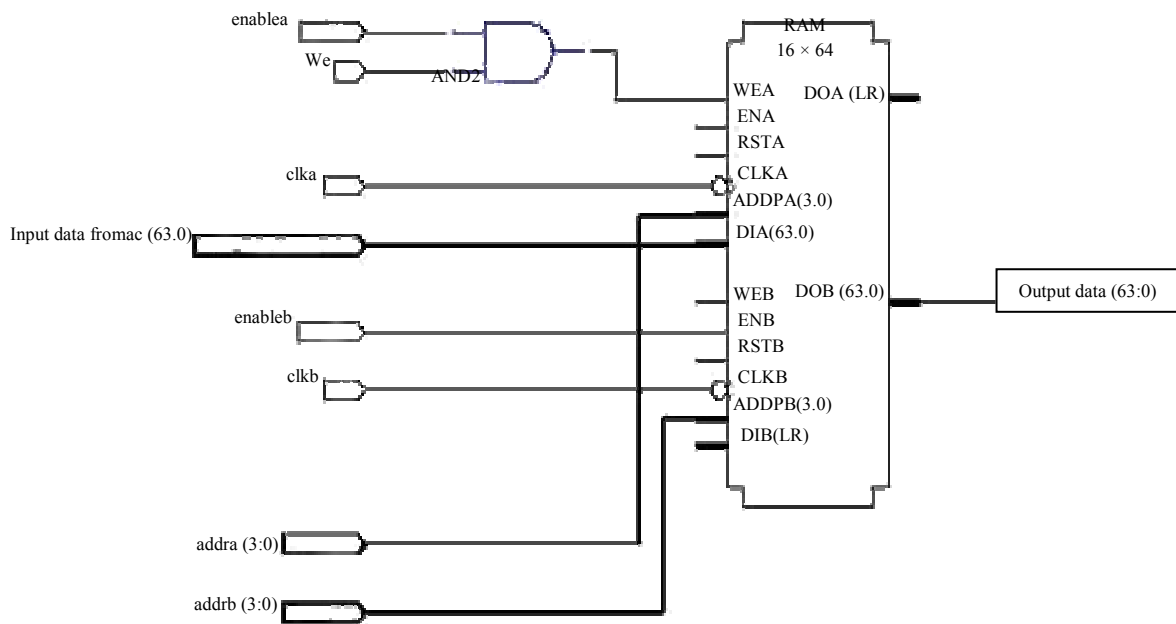 enablea
We
AND2
RAM
16 × 64
WEA
DOA (LR)
ENA
RSTA
clka
CLKA
ADDPA(3.0)
Input data fromac (63.0)
DIA(63.0)
WEB
DOB (63.0)
Output data (63:0)
enableb
ENB
RSTB
clkb
CLKB
ADDPB(3.0)
DIB(LR)
addra (3:0)
addrb (3:0)